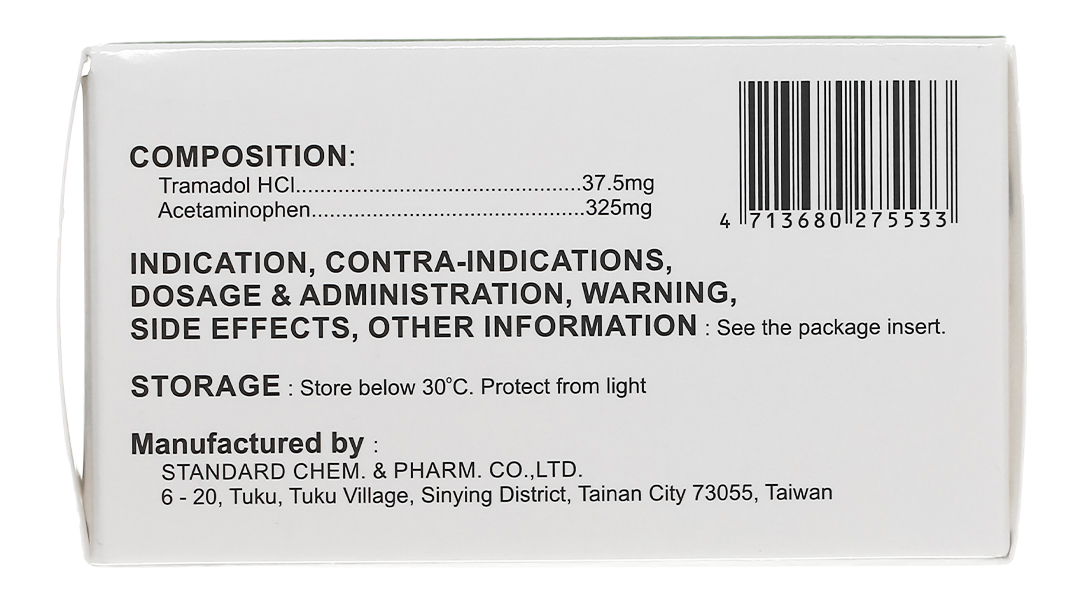 COMPOSITION:
Tramadol HCl..............................................37.5mg
Acetaminophen............................................325mg
4 713680 275533
INDICATION, CONTRA-INDICATIONS,
DOSAGE & ADMINISTRATION, WARNING,
SIDE EFFECTS, OTHER INFORMATION : See the package insert.
STORAGE : Store below 30°C. Protect from light
Manufactured by :
STANDARD CHEM. & PHARM. CO.,LTD.
6 - 20, Tuku, Tuku Village, Sinying District, Tainan City 73055, Taiwan